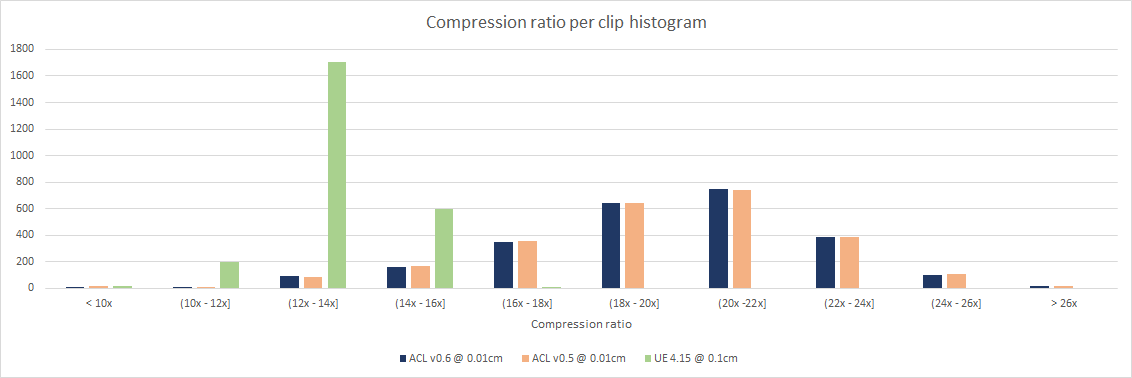 Compression ratio per clip histogram
1800
1600
1400
1200
1000
800
600
400
200
0
< 10x (10x - 12x] (12x - 14x] (14x - 16x] (16x - 18x] (18x - 20x] (20x -22x] (22x - 24x] (24x - 26x] > 26x
Compression ratio
ACL v0.6 @ 0.01cm ACL v0.5 @ 0.01cm UE 4.15 @ 0.1cm